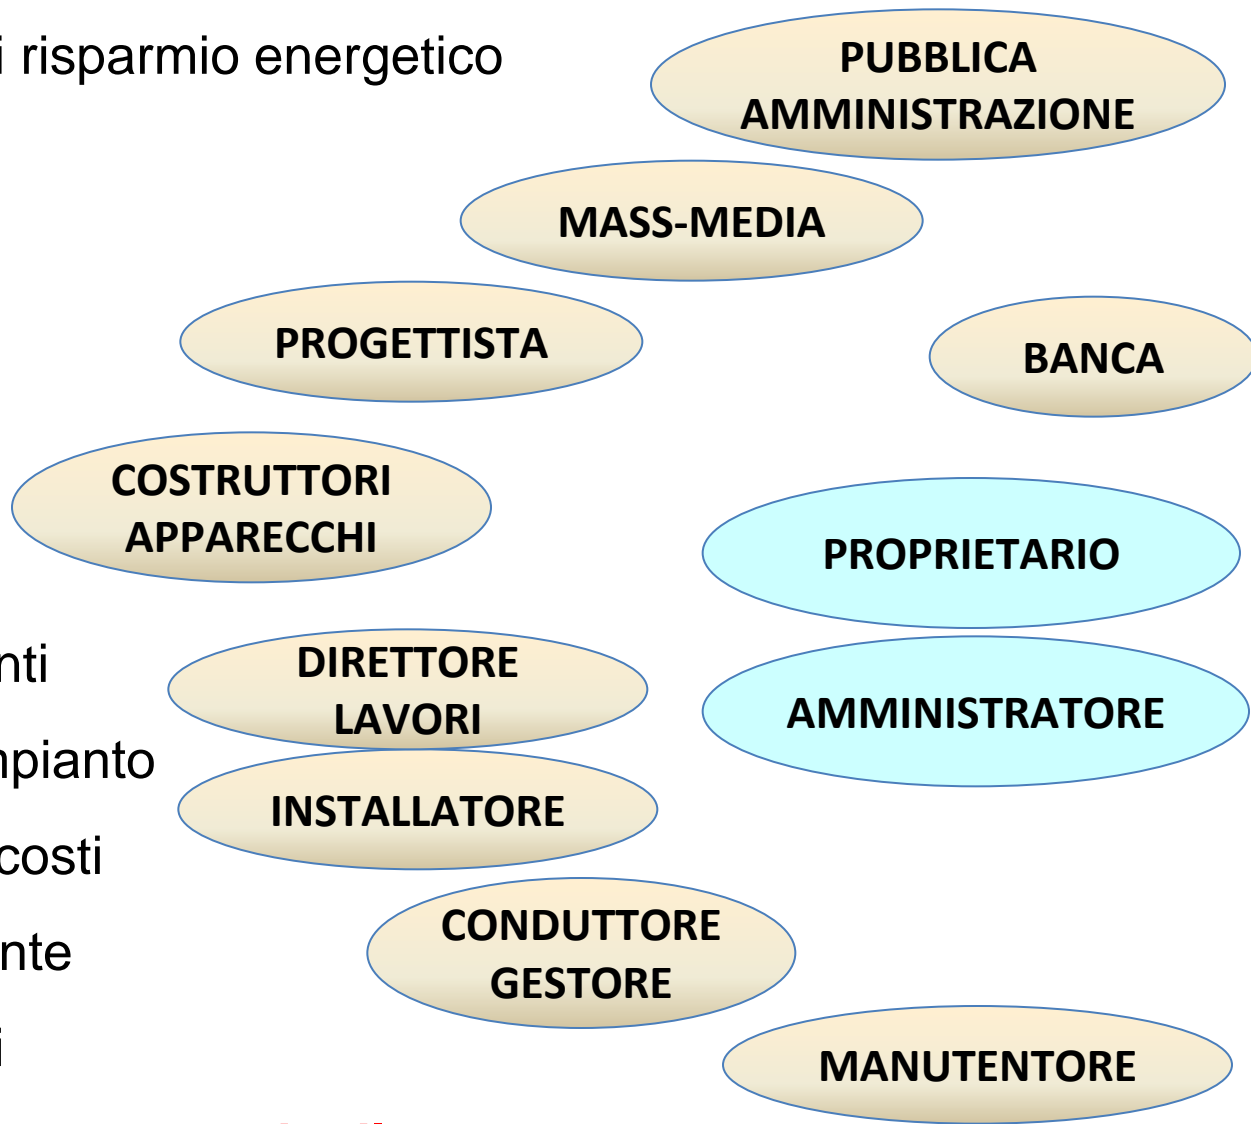 i risparmio energetico
PUBBLICA
AMMINISTRAZIONE
MASS-MEDIA
PROGETTISTA
BANCA
COSTRUTTORI
APPARECCHI
PROPRIETARIO
nti
DIRETTORE
LAVORI
AMMINISTRATORE
mpianto
INSTALLATORE
costi
CONDUTTORE
GESTORE
nte
i
MANUTENTORE